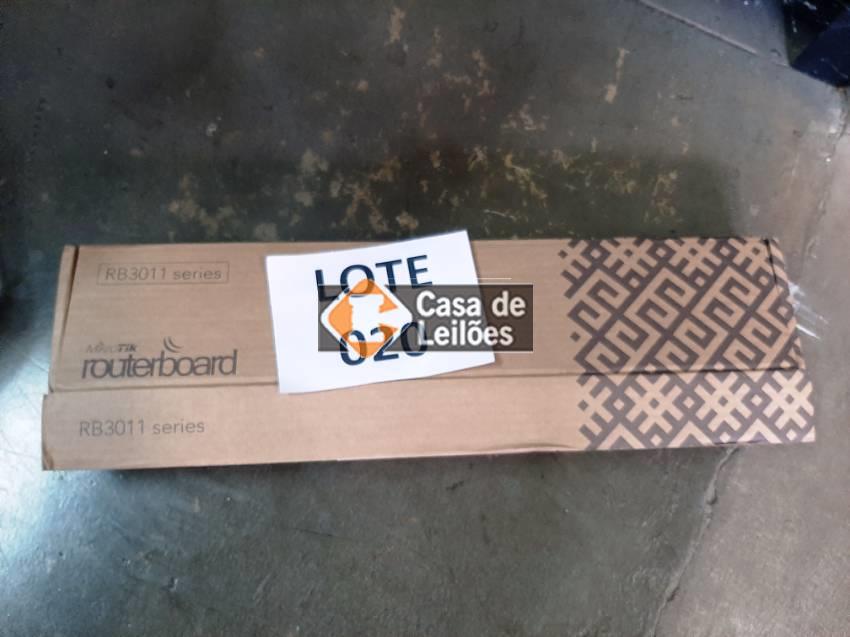 RB3011 series
LOTE
020
Casa de
Leilões
MikroTik
routerboard
RB3011 series